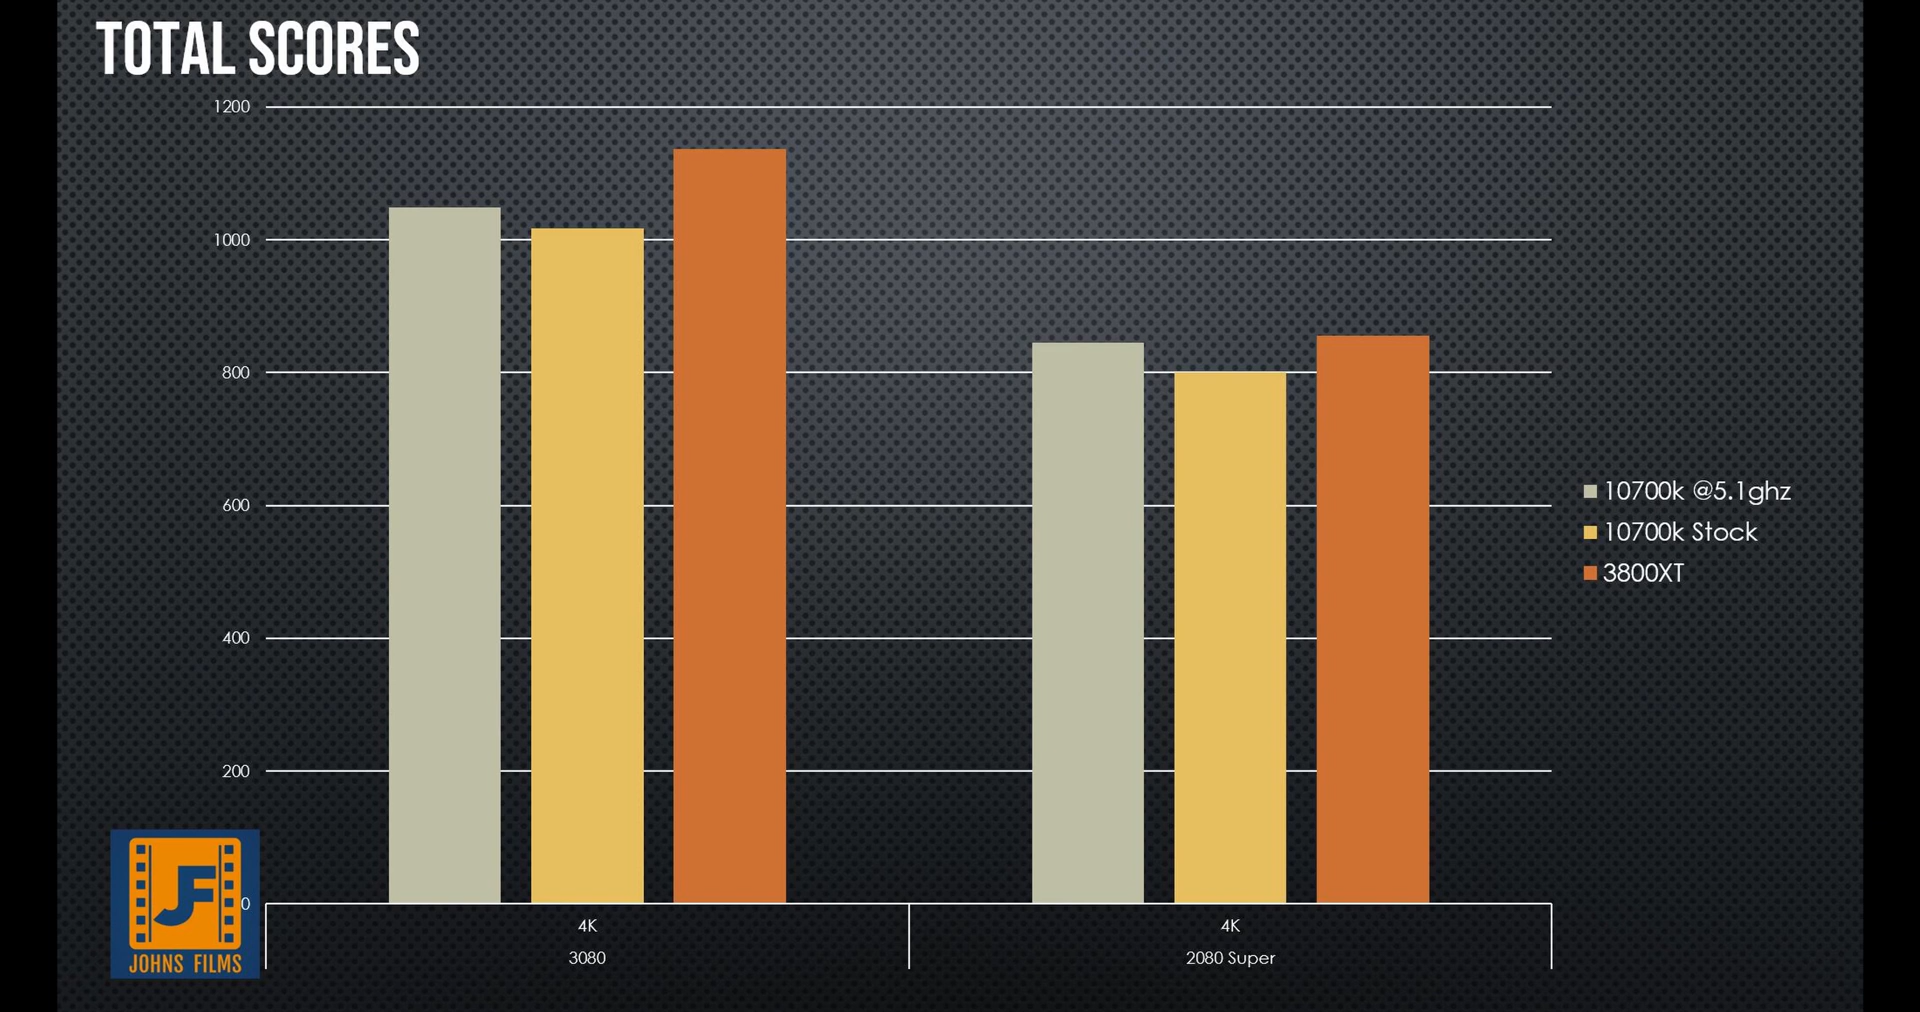 TOTAL SCORES
1200
1000
800
600
400
200
0
10700k @5.1ghz
10700k Stock
3800XT
4K
4K
3080
2080 Super
JF
JOHNS FILMS